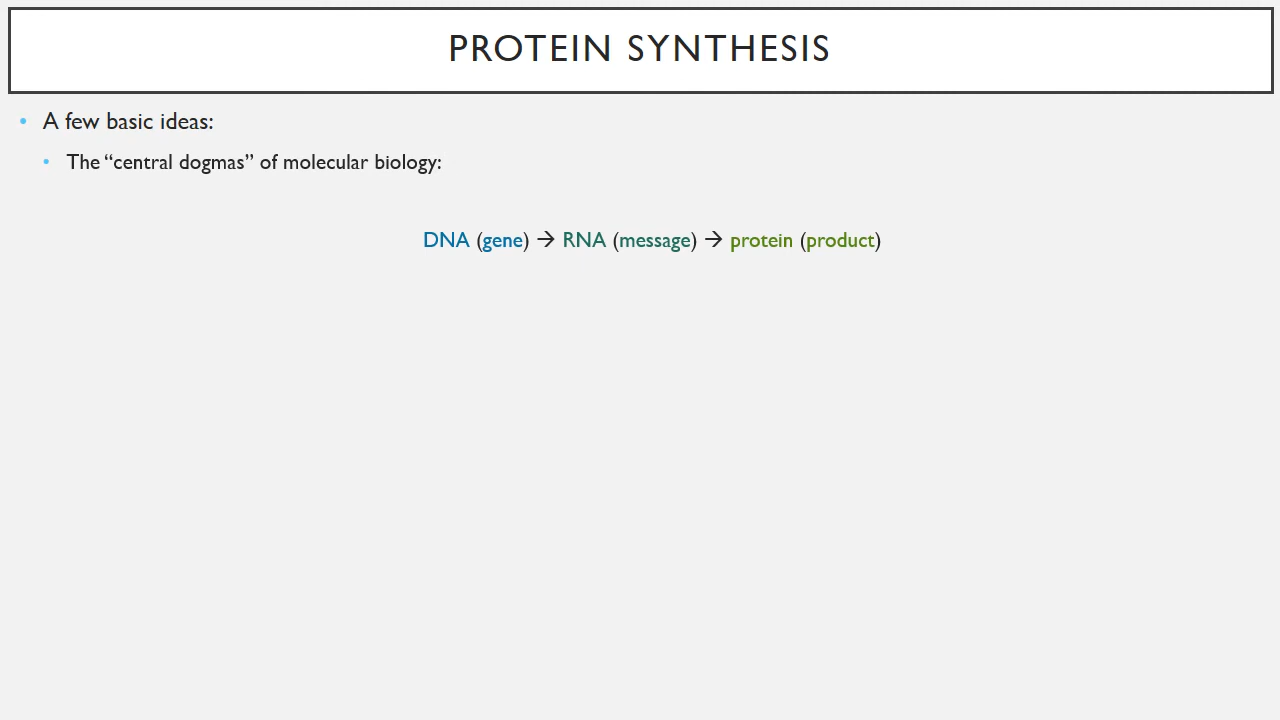 PROTEIN SYNTHESIS
• A few basic ideas:
• The “central dogmas” of molecular biology:
DNA (gene) → RNA (message) → protein (product)